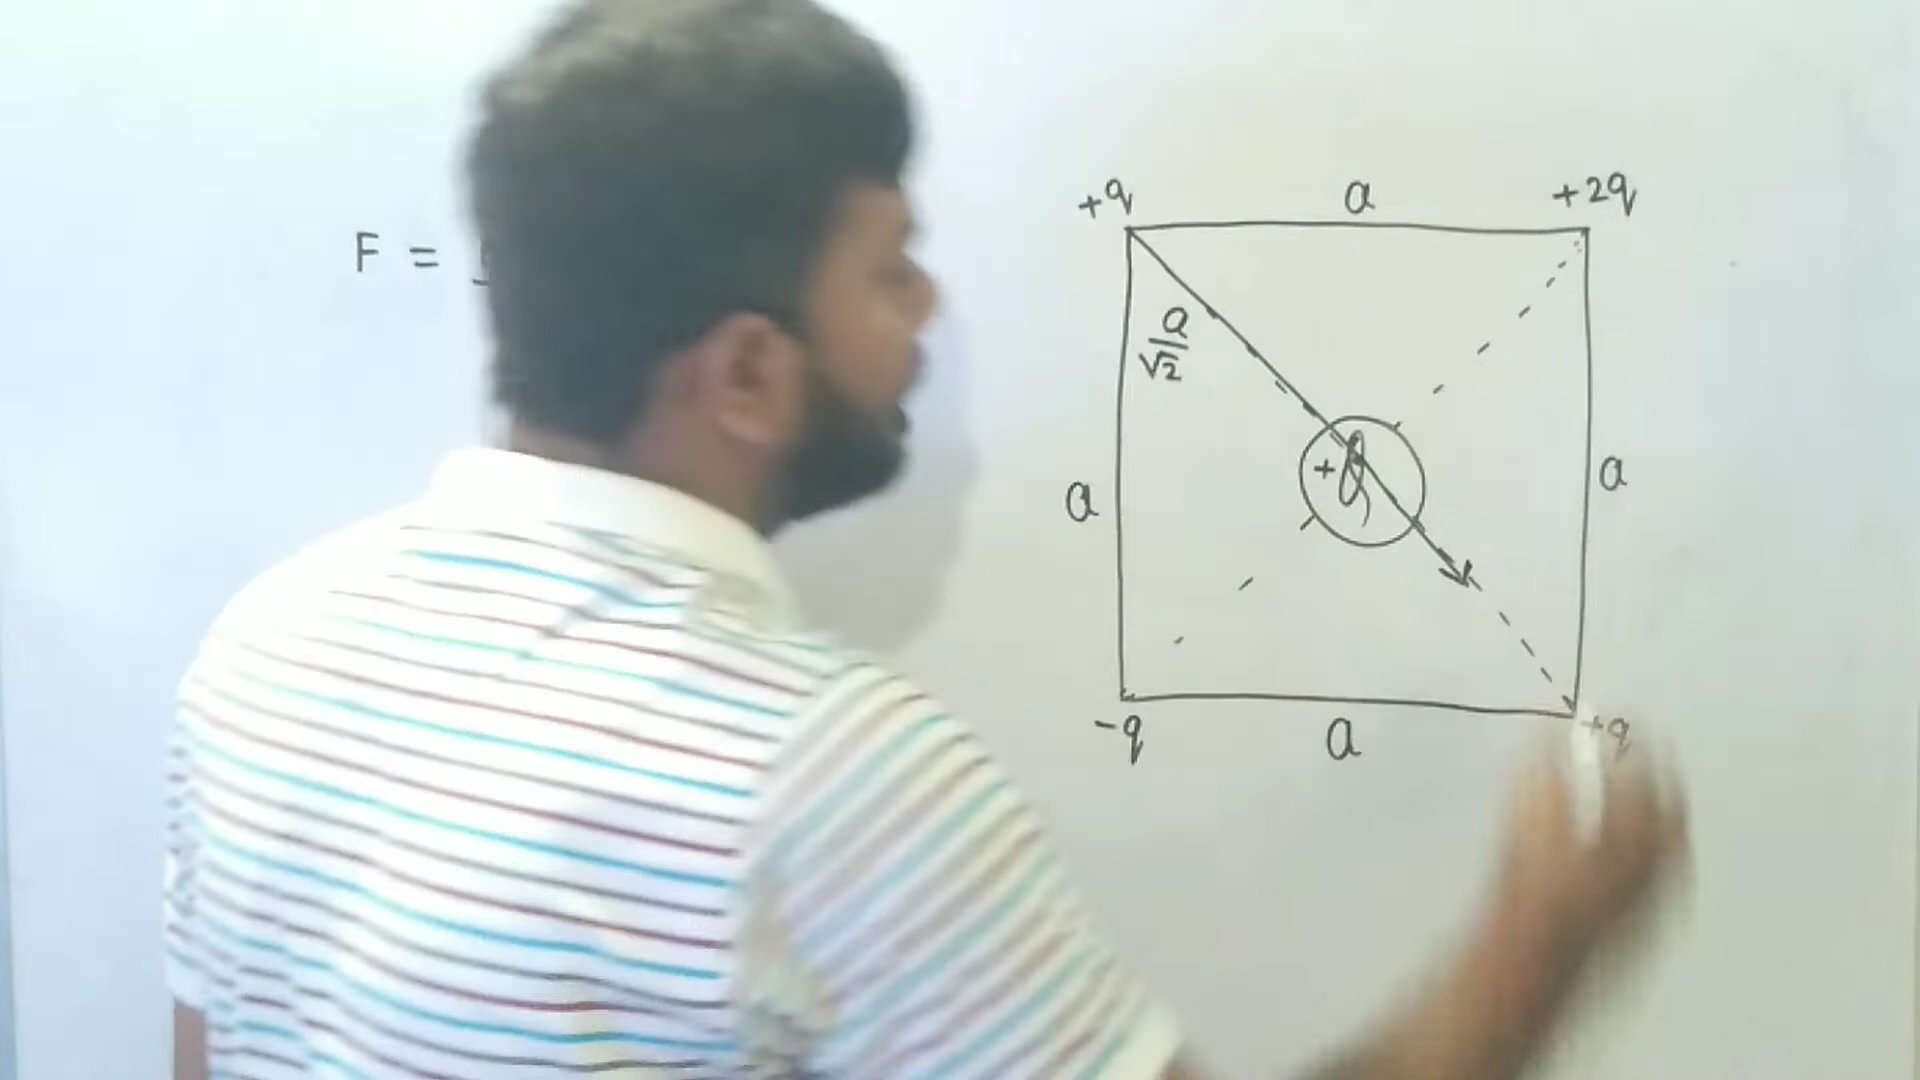 +q a +2q
F =
a
√2
+Q
a a
-q a +q